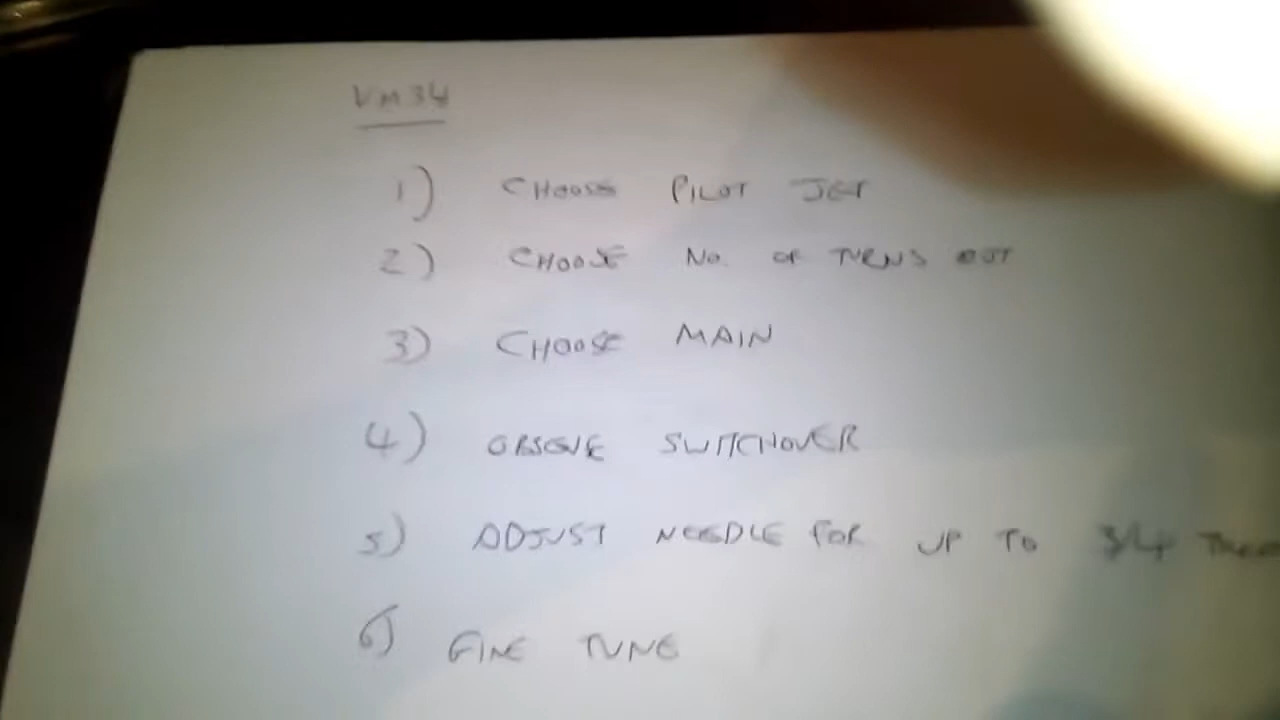 VM34
1) CHOOSE PILOT JET
2) CHOOSE No. OF TURNS OUT
3) CHOOSE MAIN
4) OBSERVE SWITCHOVER
5) ADJUST NEEDLE FOR UP TO 3/4
6) FINE TUNE